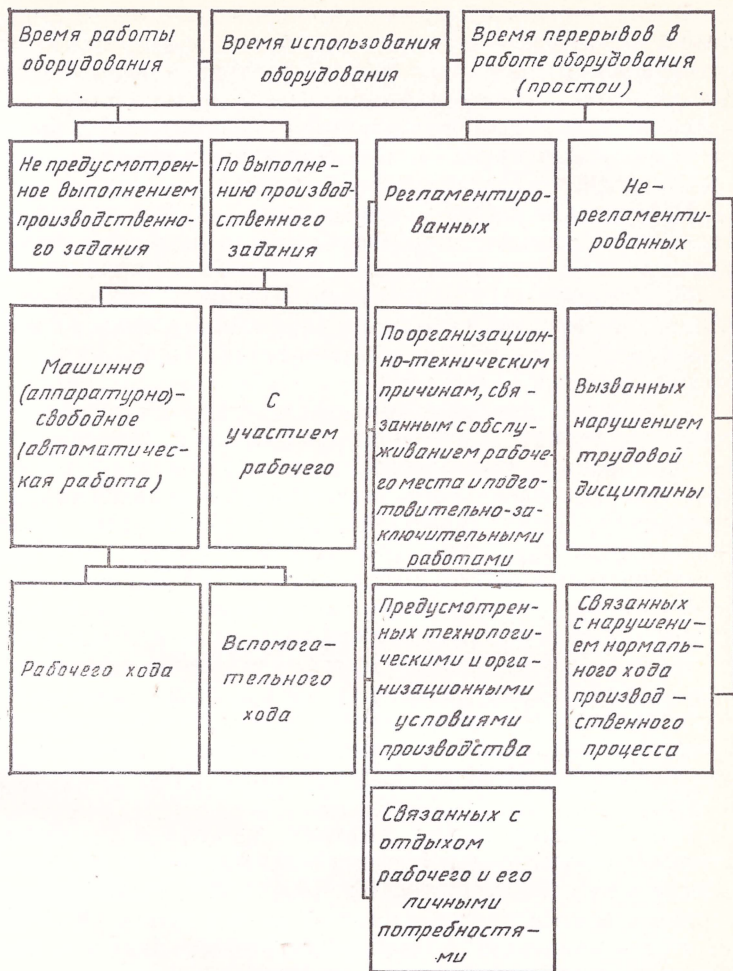 Время работы
оборудования
Время использования
оборудования
Время перерывов в
работе оборудования
(простои)
Не предусмотрен-
ное выполнением
производственно-
го задания
По выполне-
нию производ-
ственного
задания
Регламентиро-
ванных
Не-
регламенти-
рованных
Машинно
(аппаратурно)-
свободное
(автоматичес-
кая работа)
С
участием
рабочего
По организацион-
но-техническим
причинам, свя-
занным с обслу-
живанием рабоче-
го места и подго-
товительно-за-
ключительными
работами
Вызванных
нарушением
трудовой
дисциплины
Рабочего хода
Вспомога-
тельного
хода
Предусмотрен-
ных технологи-
ческими и орга-
низационными
условиями
производства
Связанных
с нарушени-
ем нормаль-
ного хода
производ-
ственного
процесса
Связанных с
отдыхом
рабочего и его
личными
потребностя-
ми